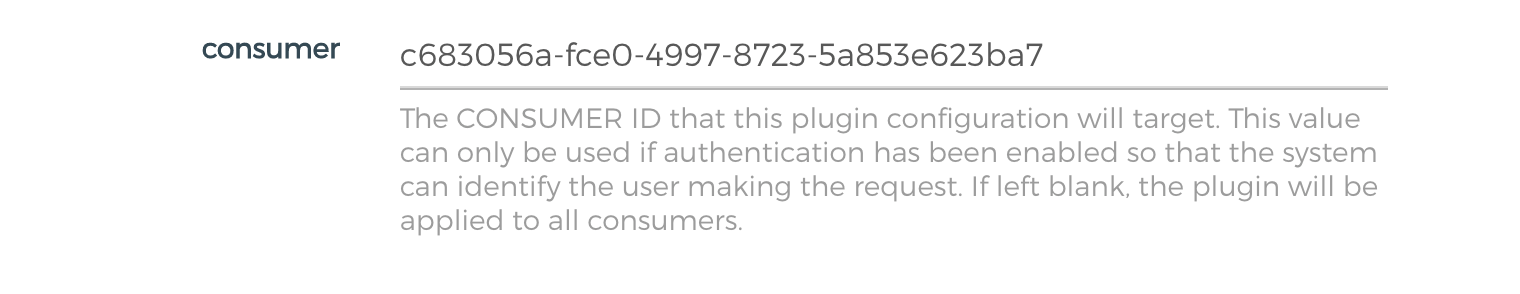 consumer
c683056a-fce0-4997-8723-5a853e623ba7
The CONSUMER ID that this plugin configuration will target. This value
can only be used if authentication has been enabled so that the system
can identify the user making the request. If left blank, the plugin will be
applied to all consumers.